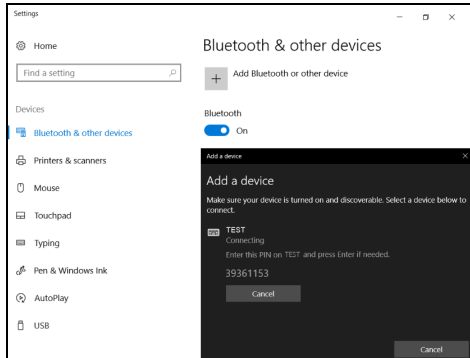 Settings
Home
Find a setting
Devices
Bluetooth & other devices
Printers & scanners
Mouse
Touchpad
Typing
Pen & Windows Ink
AutoPlay
USB
Bluetooth & other devices
Add Bluetooth or other device
Bluetooth
On
Add a device
Add a device
Make sure your device is turned on and discoverable. Select a device below to
connect.
TEST
Connecting
Enter this PIN on TEST and press Enter if needed.
39361153
Cancel
Cancel